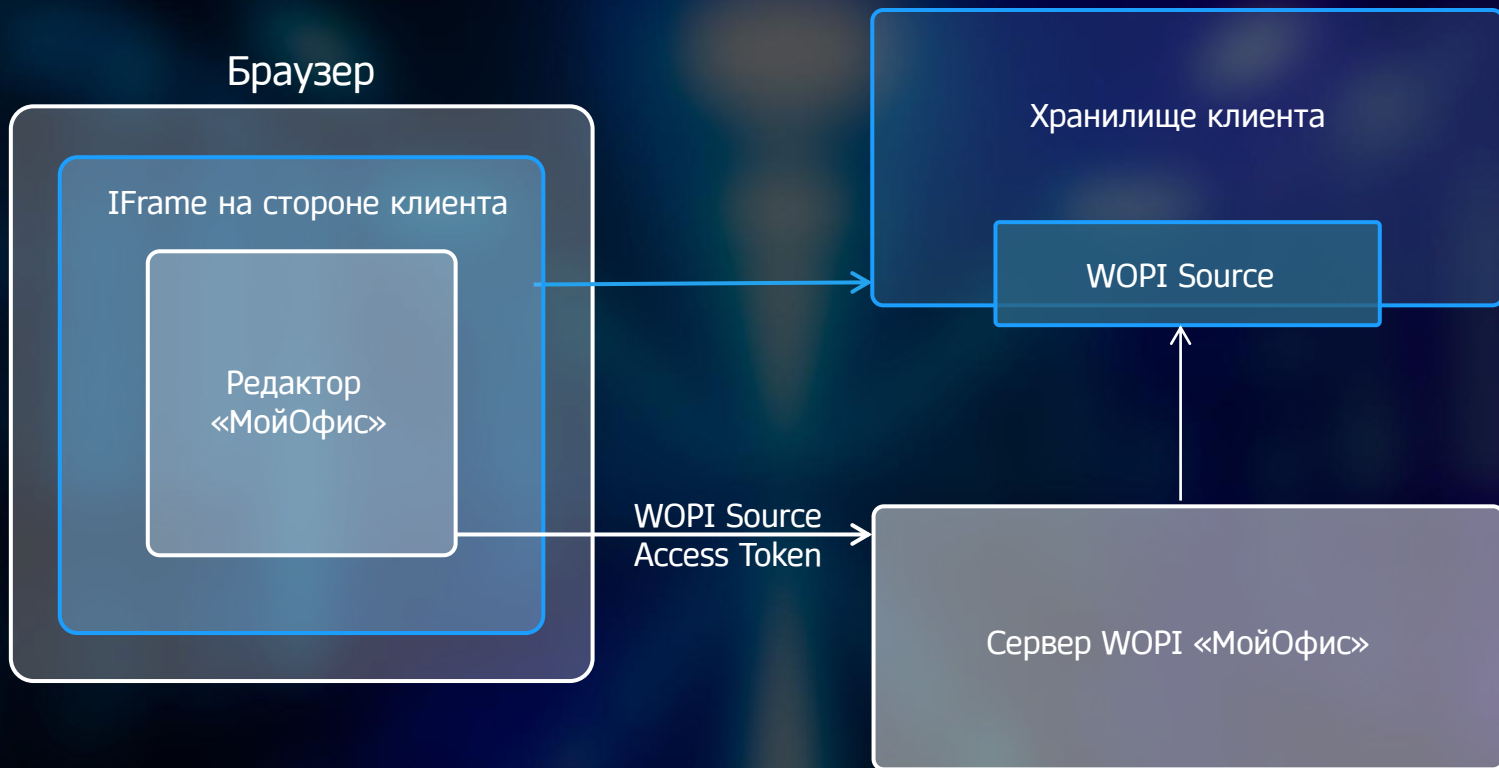 Браузер
IFrame на стороне клиента
Редактор
«МойОфис»
Хранилище клиента
WOPI Source
WOPI Source
Access Token
Сервер WOPI «МойОфис»